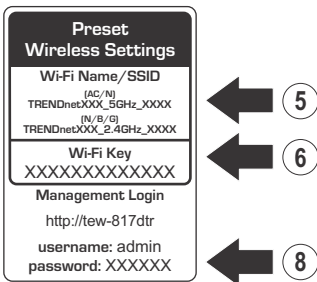 Preset
Wireless Settings
Wi-Fi Name/SSID
(AC/N)
TRENDnetXXX_5GHz_XXXX
(N/B/G)
TRENDnetXXX_2.4GHz_XXXX
5
Wi-Fi Key
XXXXXXXXXXXXX
6
Management Login
http://tew-817dtr
username: admin
password: XXXXXX
8